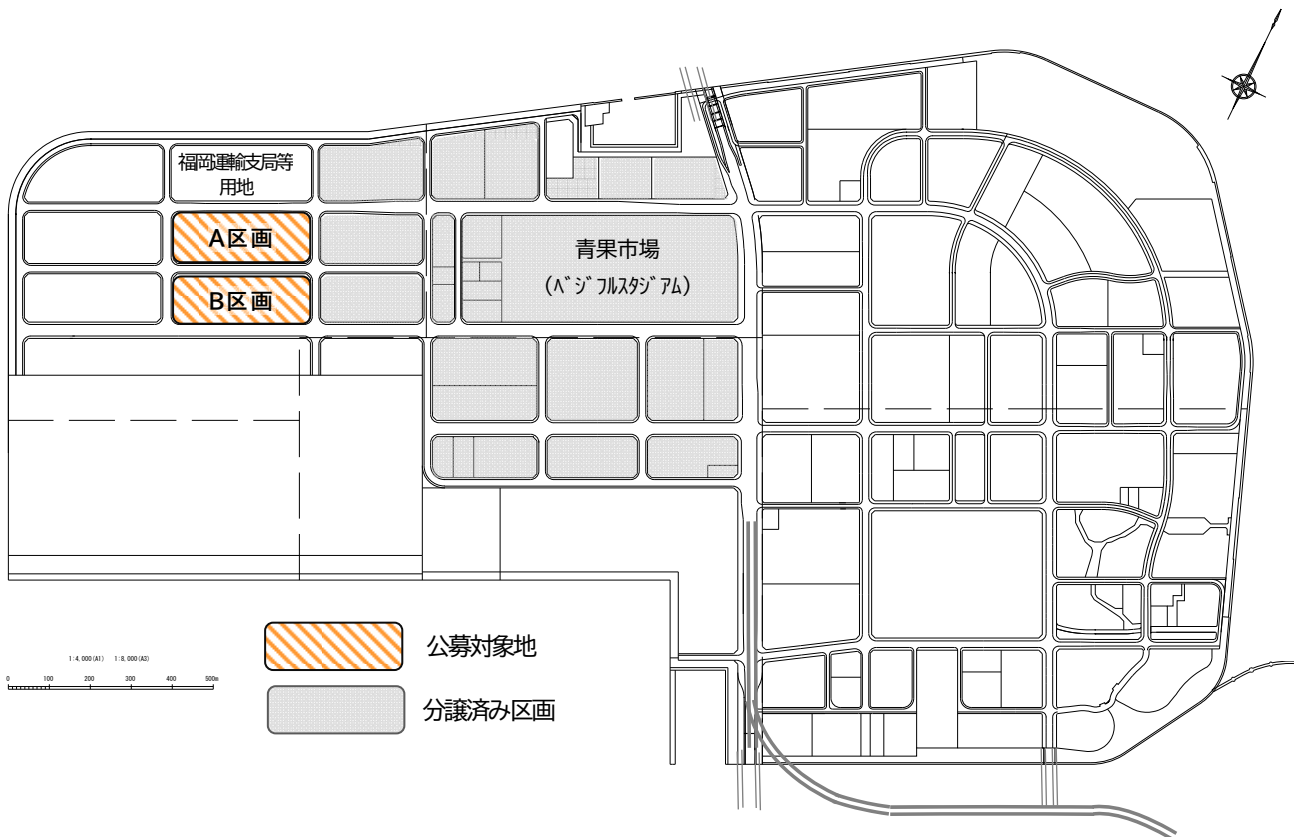 福岡運輸支局等
用地
A区画
B区画
青果市場
(ベジフルスタジアム)
公募対象地
分譲済み区画
1:4,000(A1) 1:8,000(A3)
0 100 200 300 400 500m